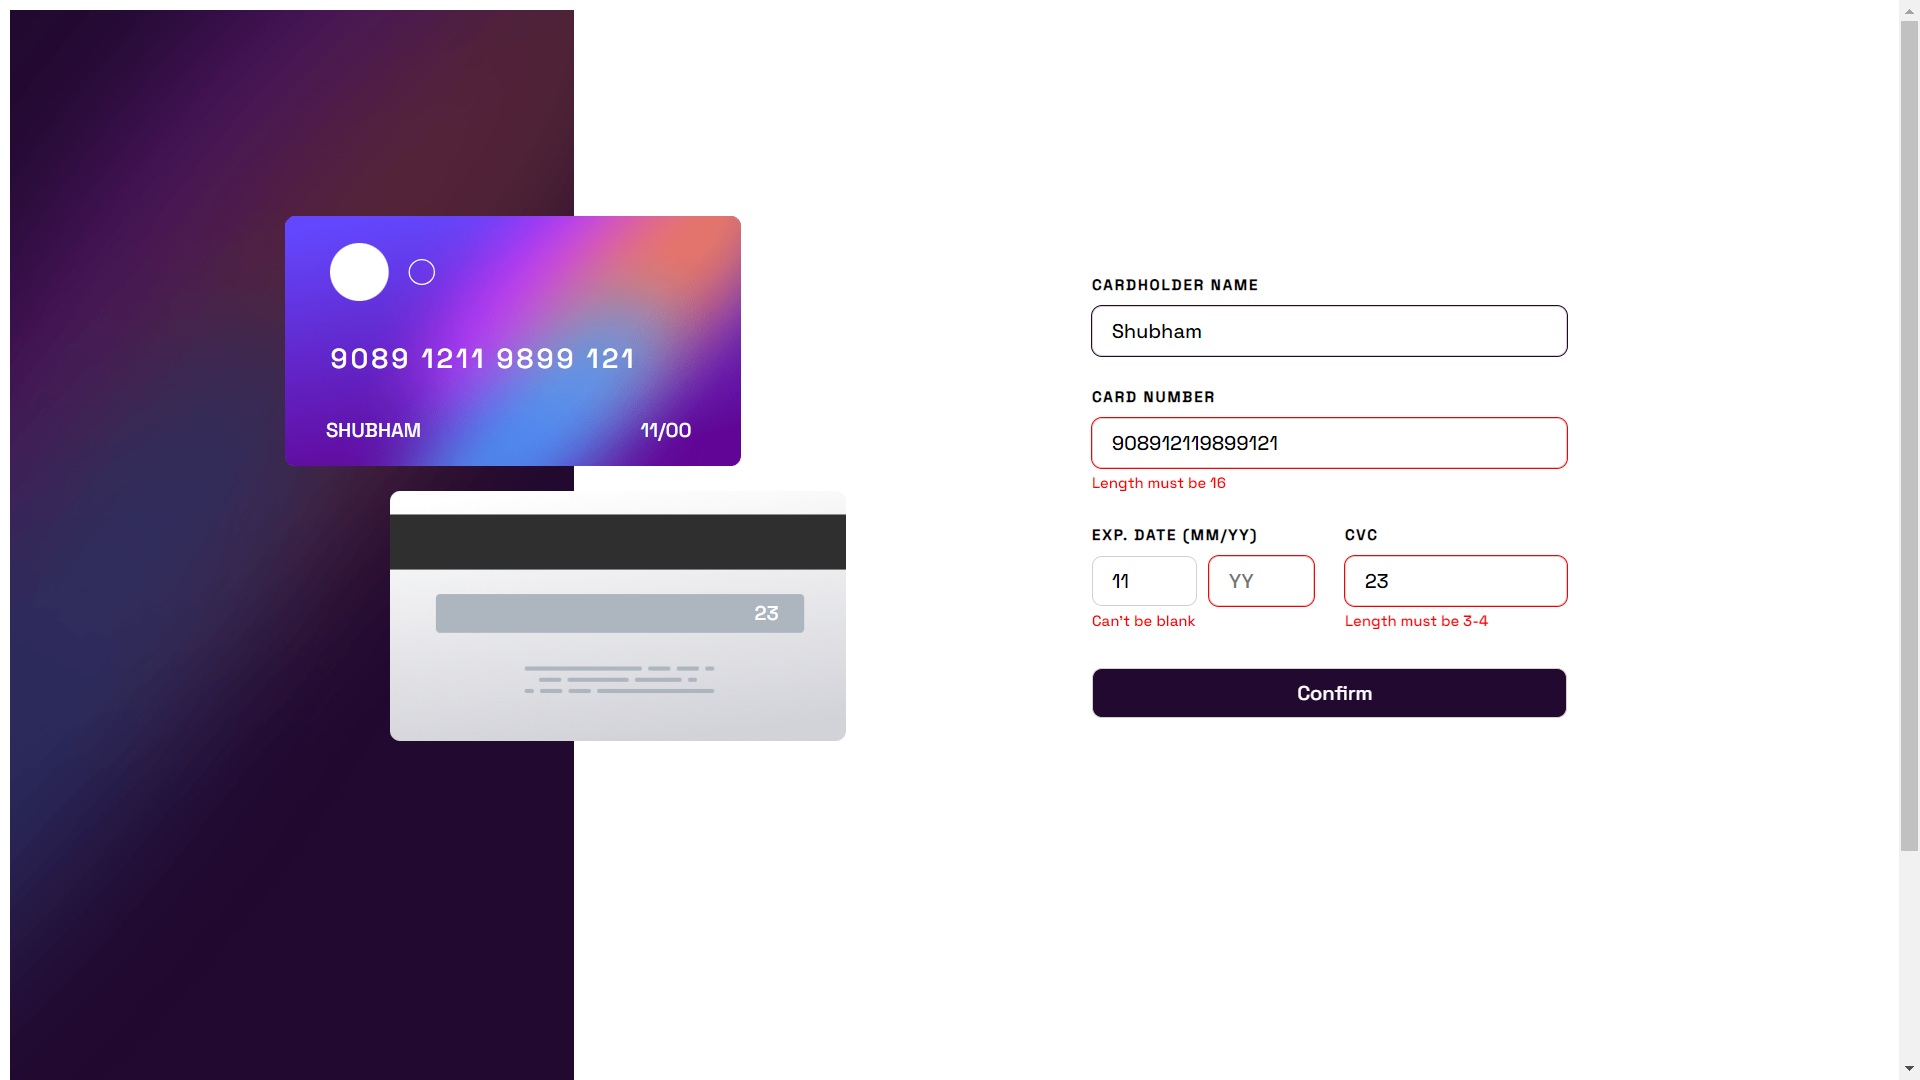 9089 1211 9899 121
SHUBHAM 11/00
23
CARDHOLDER NAME
Shubham
CARD NUMBER
908912119899121
Length must be 16
EXP. DATE (MM/YY) CVC
11 YY 23
Can't be blank Length must be 3-4
Confirm